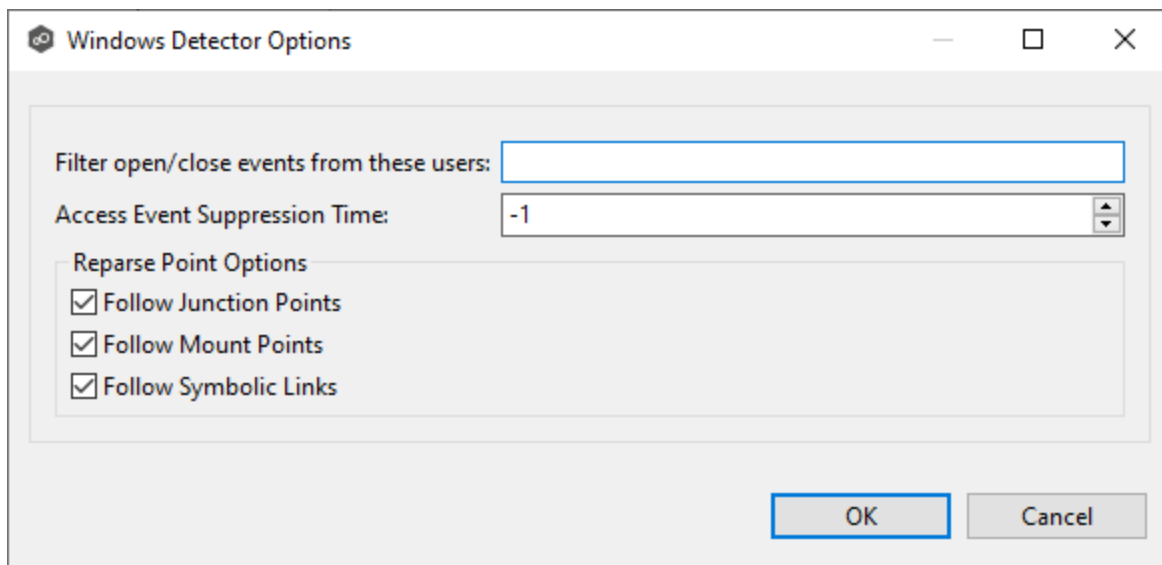 Windows Detector Options
Filter open/close events from these users:
Access Event Suppression Time: -1
Reparse Point Options
Follow Junction Points
Follow Mount Points
Follow Symbolic Links
OK Cancel